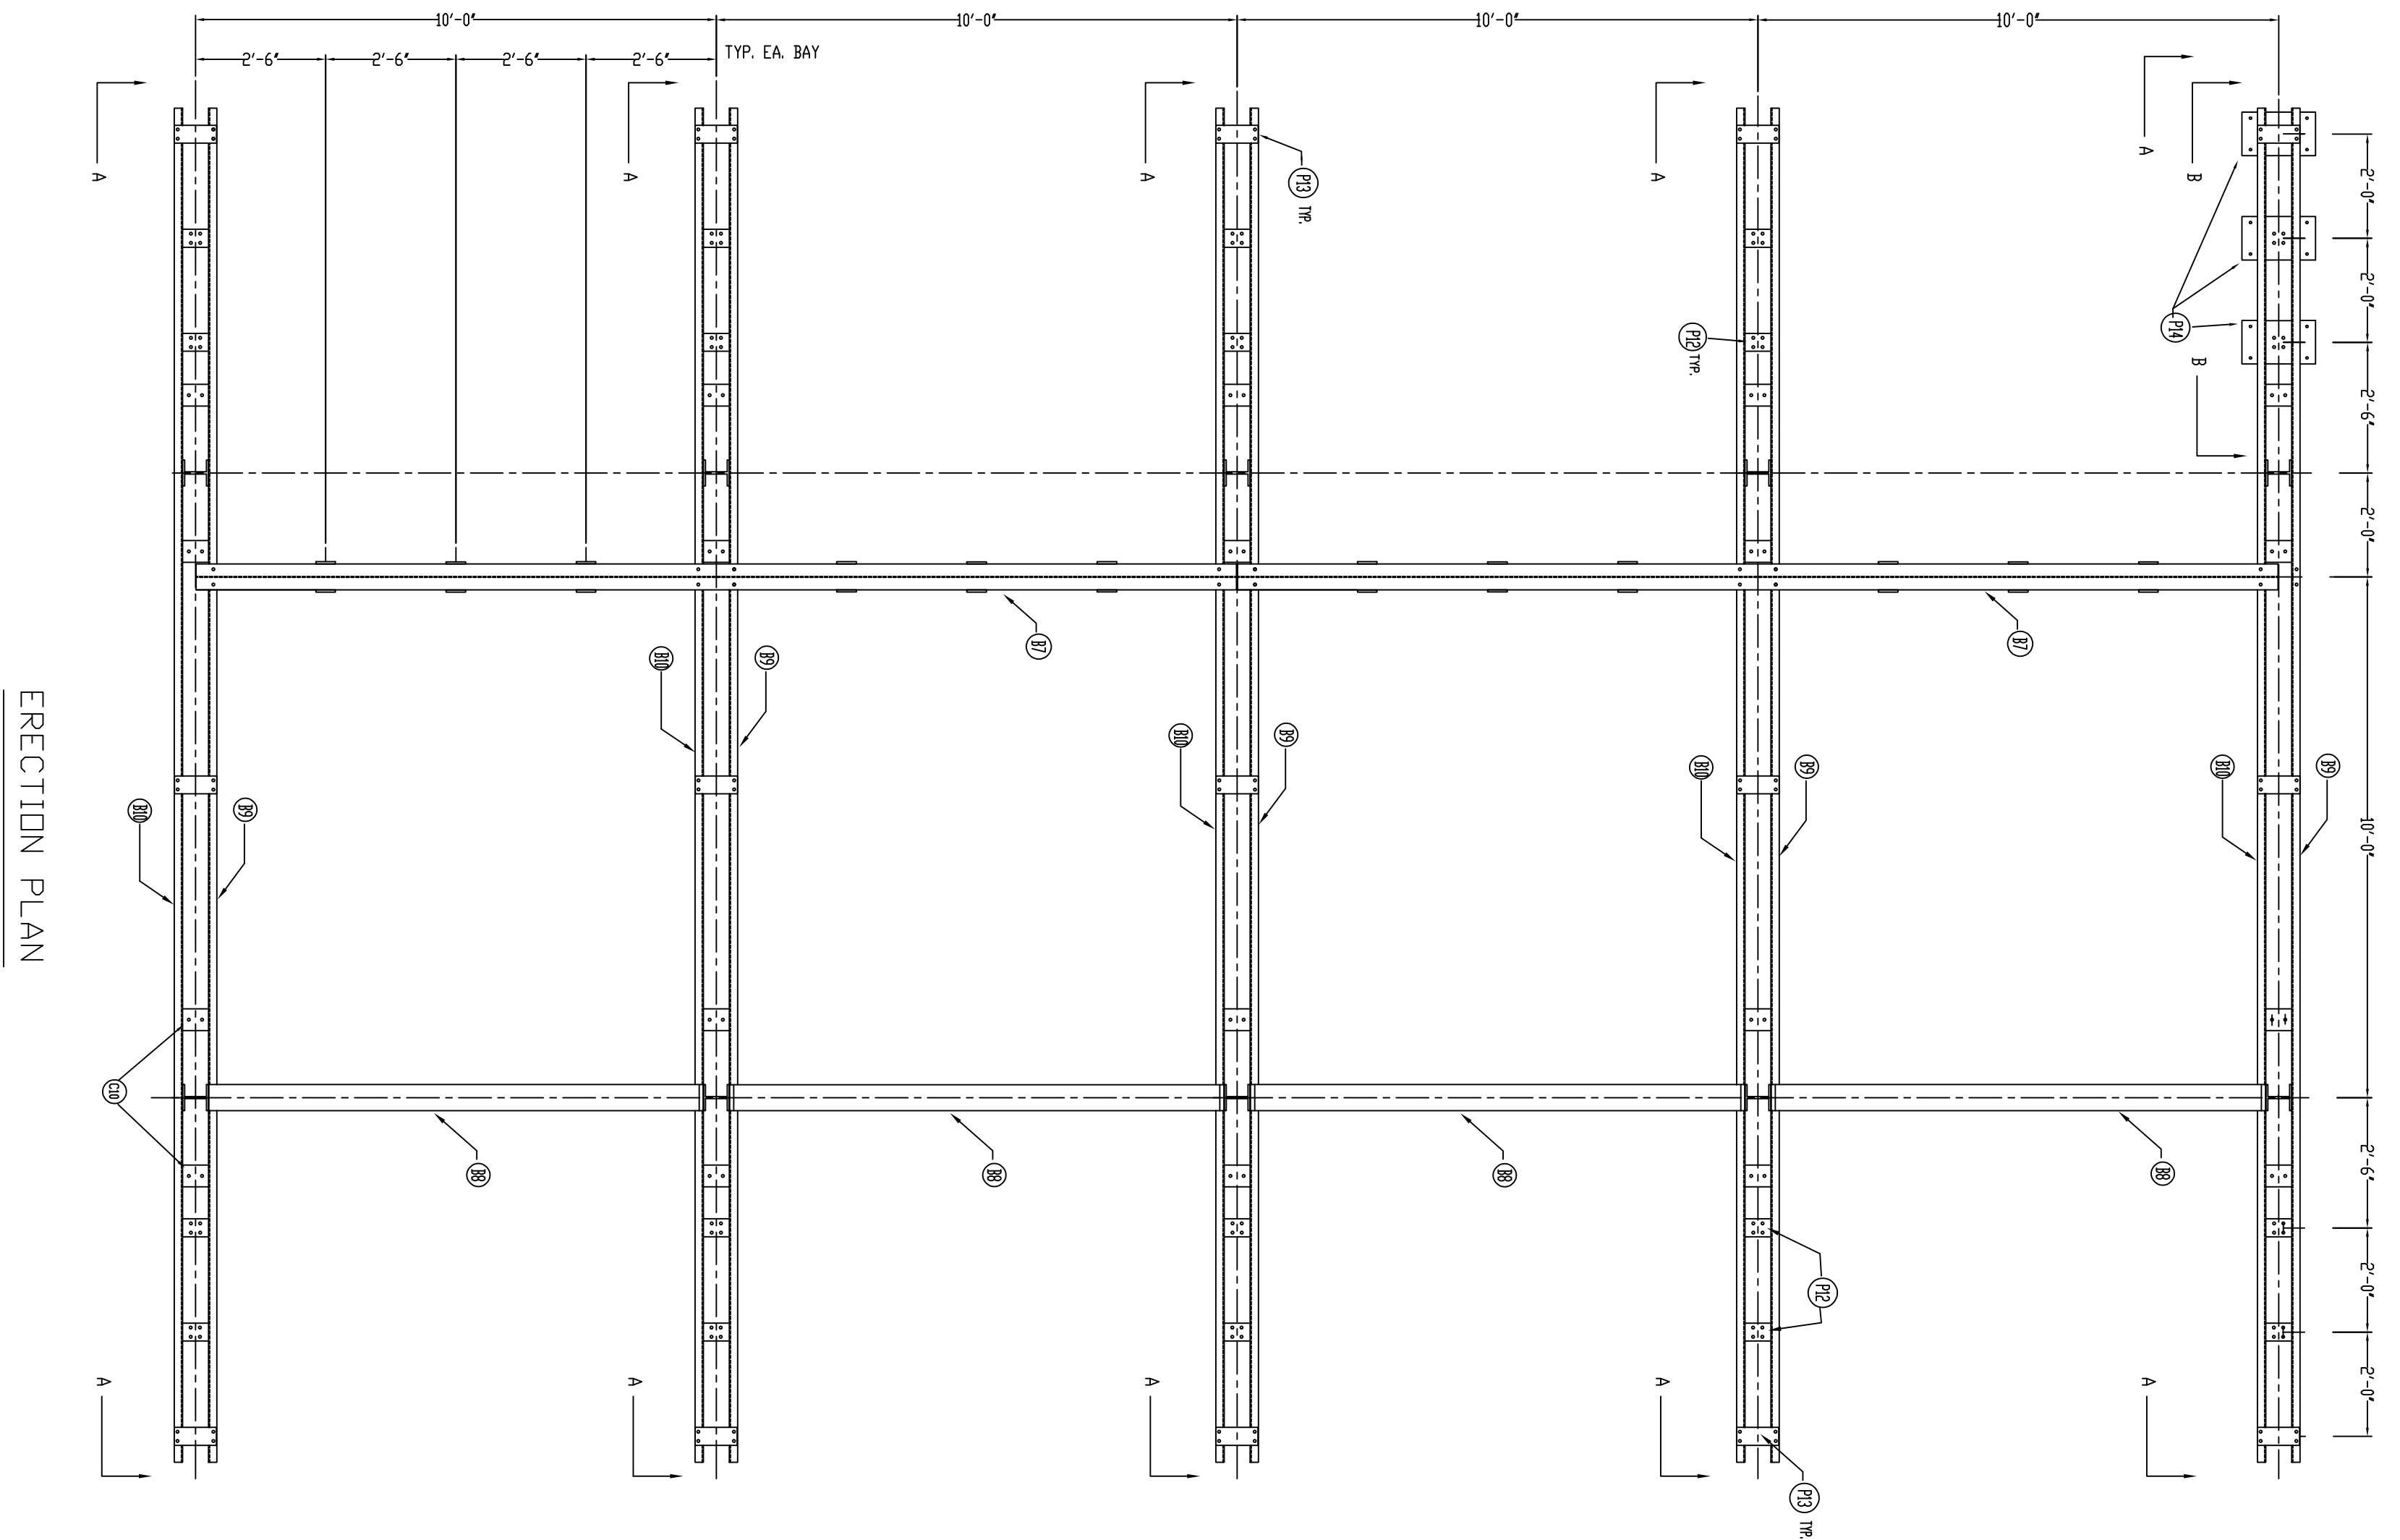 10'-0"
10'-0"
10'-0"
10'-0"
2'-6"
2'-6"
2'-6"
2'-6"
TYP. EA. BAY
A
A
A
A
A
B
P13 TYP.
P12 TYP.
P14
B
2'-0"
2'-0"
2'-6"
2'-0"
10'-0"
2'-6"
2'-0"
2'-0"
B7
B7
B10
B9
B10
B9
B10
B9
B10
B9
B10
B9
C10
B8
B8
B8
B8
P12
A
A
A
A
A
P13 TYP.
ERECTION PLAN